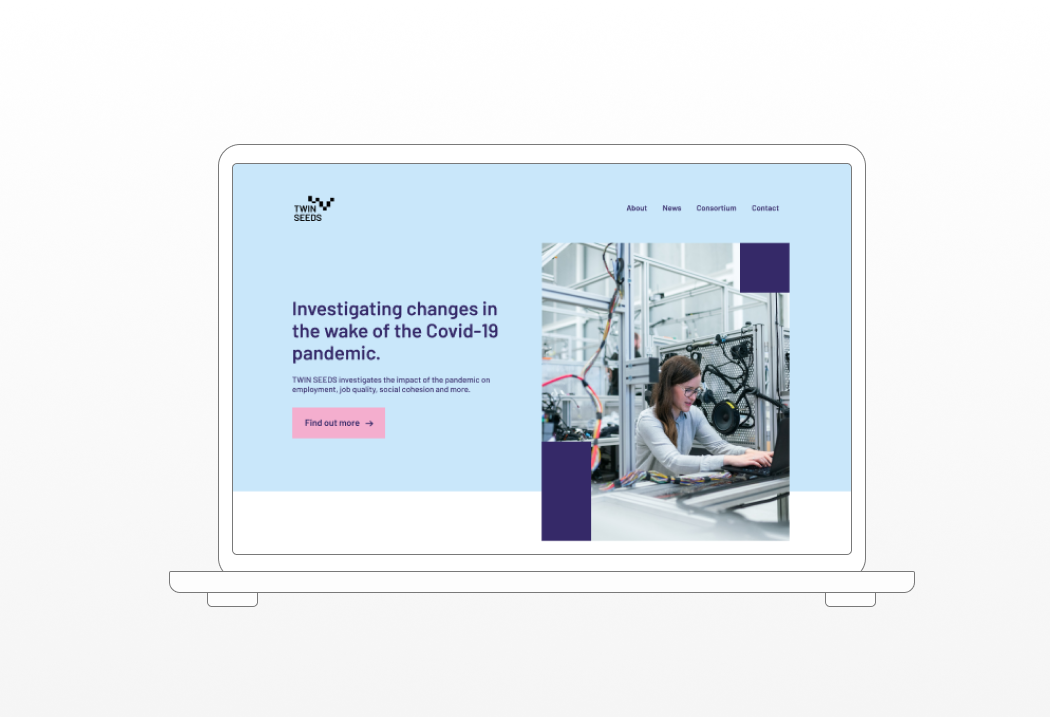 TWIN
SEEDS
About News Consortium Contact
Investigating changes in
the wake of the Covid-19
pandemic.
TWIN SEEDS investigates the impact of the pandemic on
employment, job quality, social cohesion and more.
Find out more →